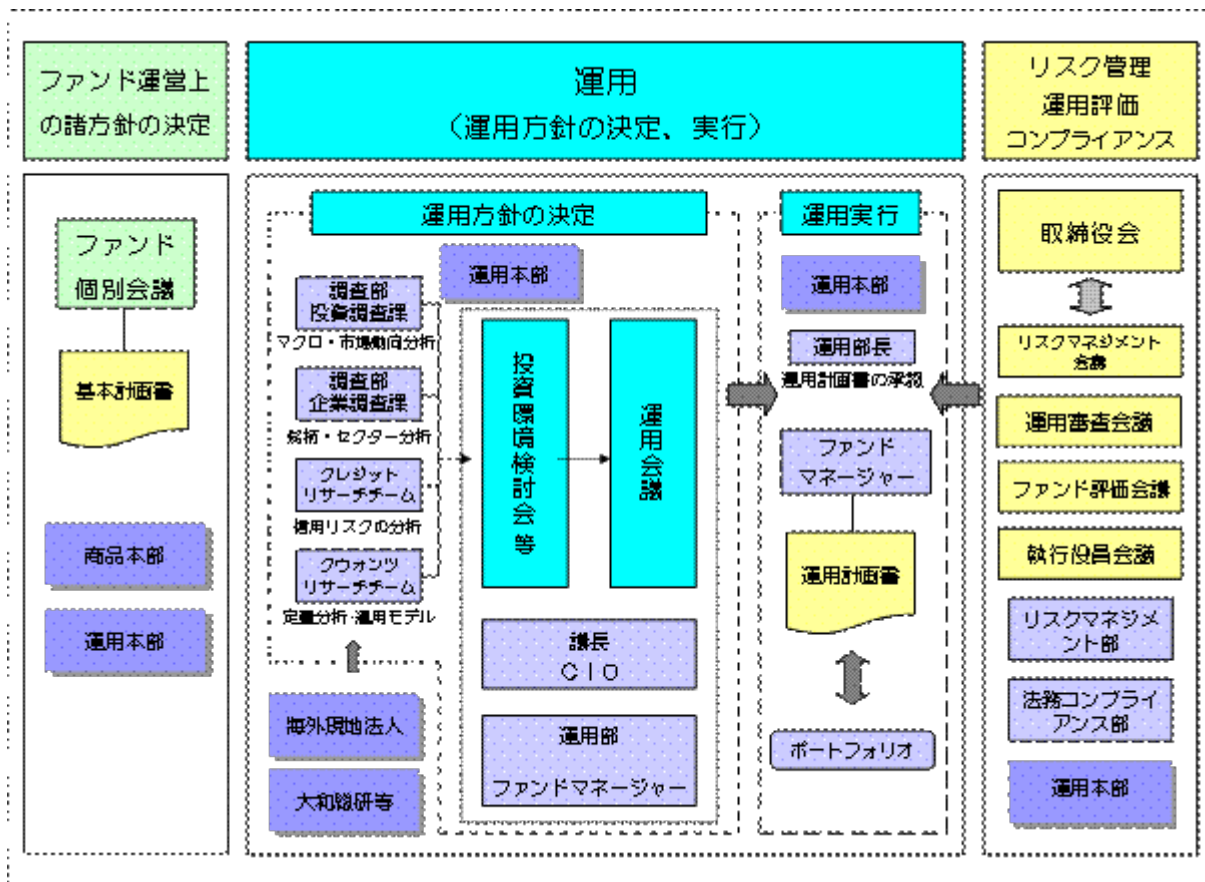 ファンド運営上
の諸方針の決定
運用
(運用方針の決定、実行)
リスク管理
運用評価
コンプライアンス
ファンド
個別会議
基本計画書
商品本部
運用本部
運用方針の決定
運用本部
調査部
投資調査課
マクロ・市場動向分析
調査部
企業調査課
銘柄・セクター分析
クレジット
リサーチチーム
信用リスクの分析
クウォンツ
リサーチチーム
定量分析・運用モデル
海外現地法人
大和総研等
投資環境検討会等
運用会議
議長
CIO
運用部
ファンドマネージャー
運用実行
運用本部
運用部長
運用計画書の承認
ファンド
マネージャー
運用計画書
ポートフォリオ
取締役会
リスクマネジメント
会議
運用審査会議
ファンド評価会議
執行役員会議
リスクマネジメ
ント部
法務コンプライ
アンス部
運用本部